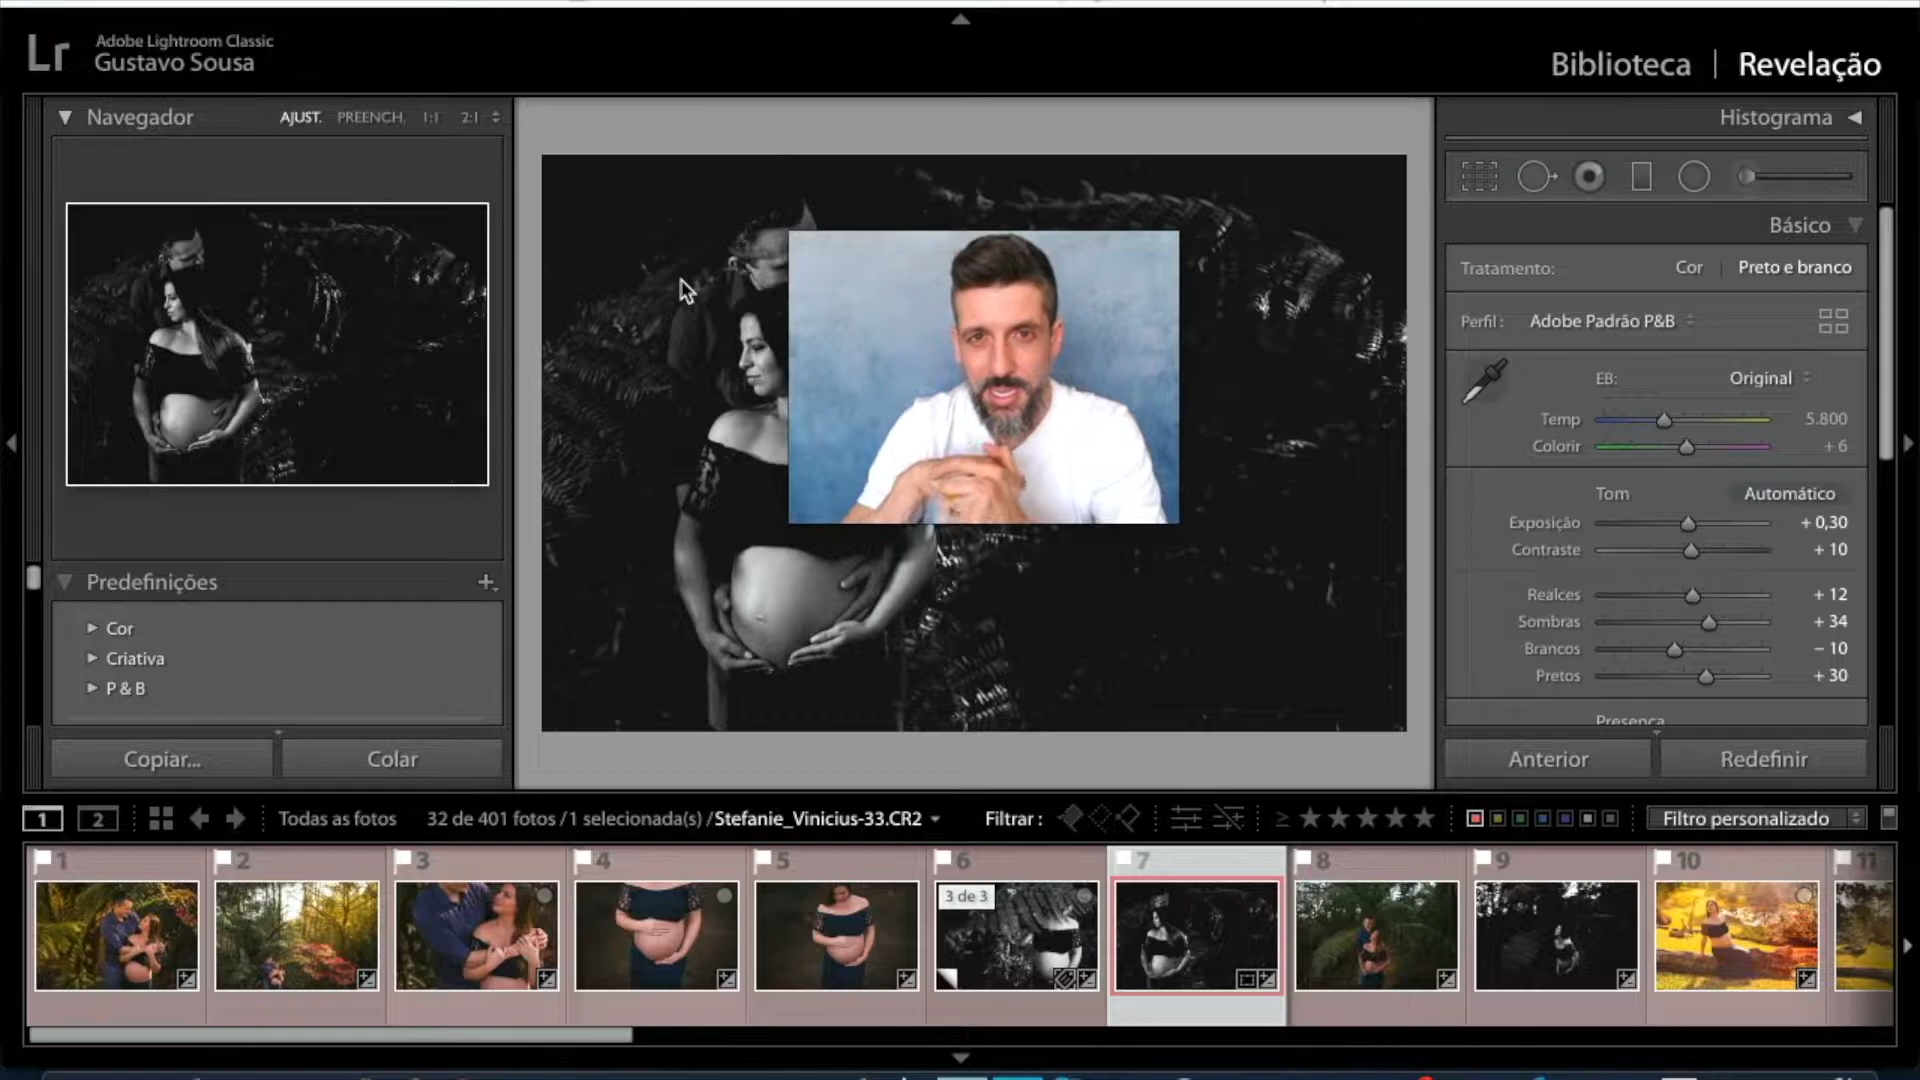 Lr
Adobe Lightroom Classic
Gustavo Sousa
Biblioteca | Revelação
Navegador
AJUST. PREENCH. 1:1 2:1
Histograma
Básico
Tratamento: Cor Preto e branco
Perfil: Adobe Padrão P&B
EB: Original
Temp 5.800
Colorir + 6
Tom Automático
Exposição + 0,30
Contraste + 10
Realces + 12
Sombras + 34
Brancos − 10
Pretos + 30
Presença
Predefinições
Cor
Criativa
P & B
Copiar...
Colar
Anterior
Redefinir
1 2 Todas as fotos 32 de 401 fotos /1 selecionada(s) /Stefanie_Vinicius-33.CR2 Filtrar : ≥ Filtro personalizado
1 2 3 4 5 6 7 8 9 10 11
3 de 3